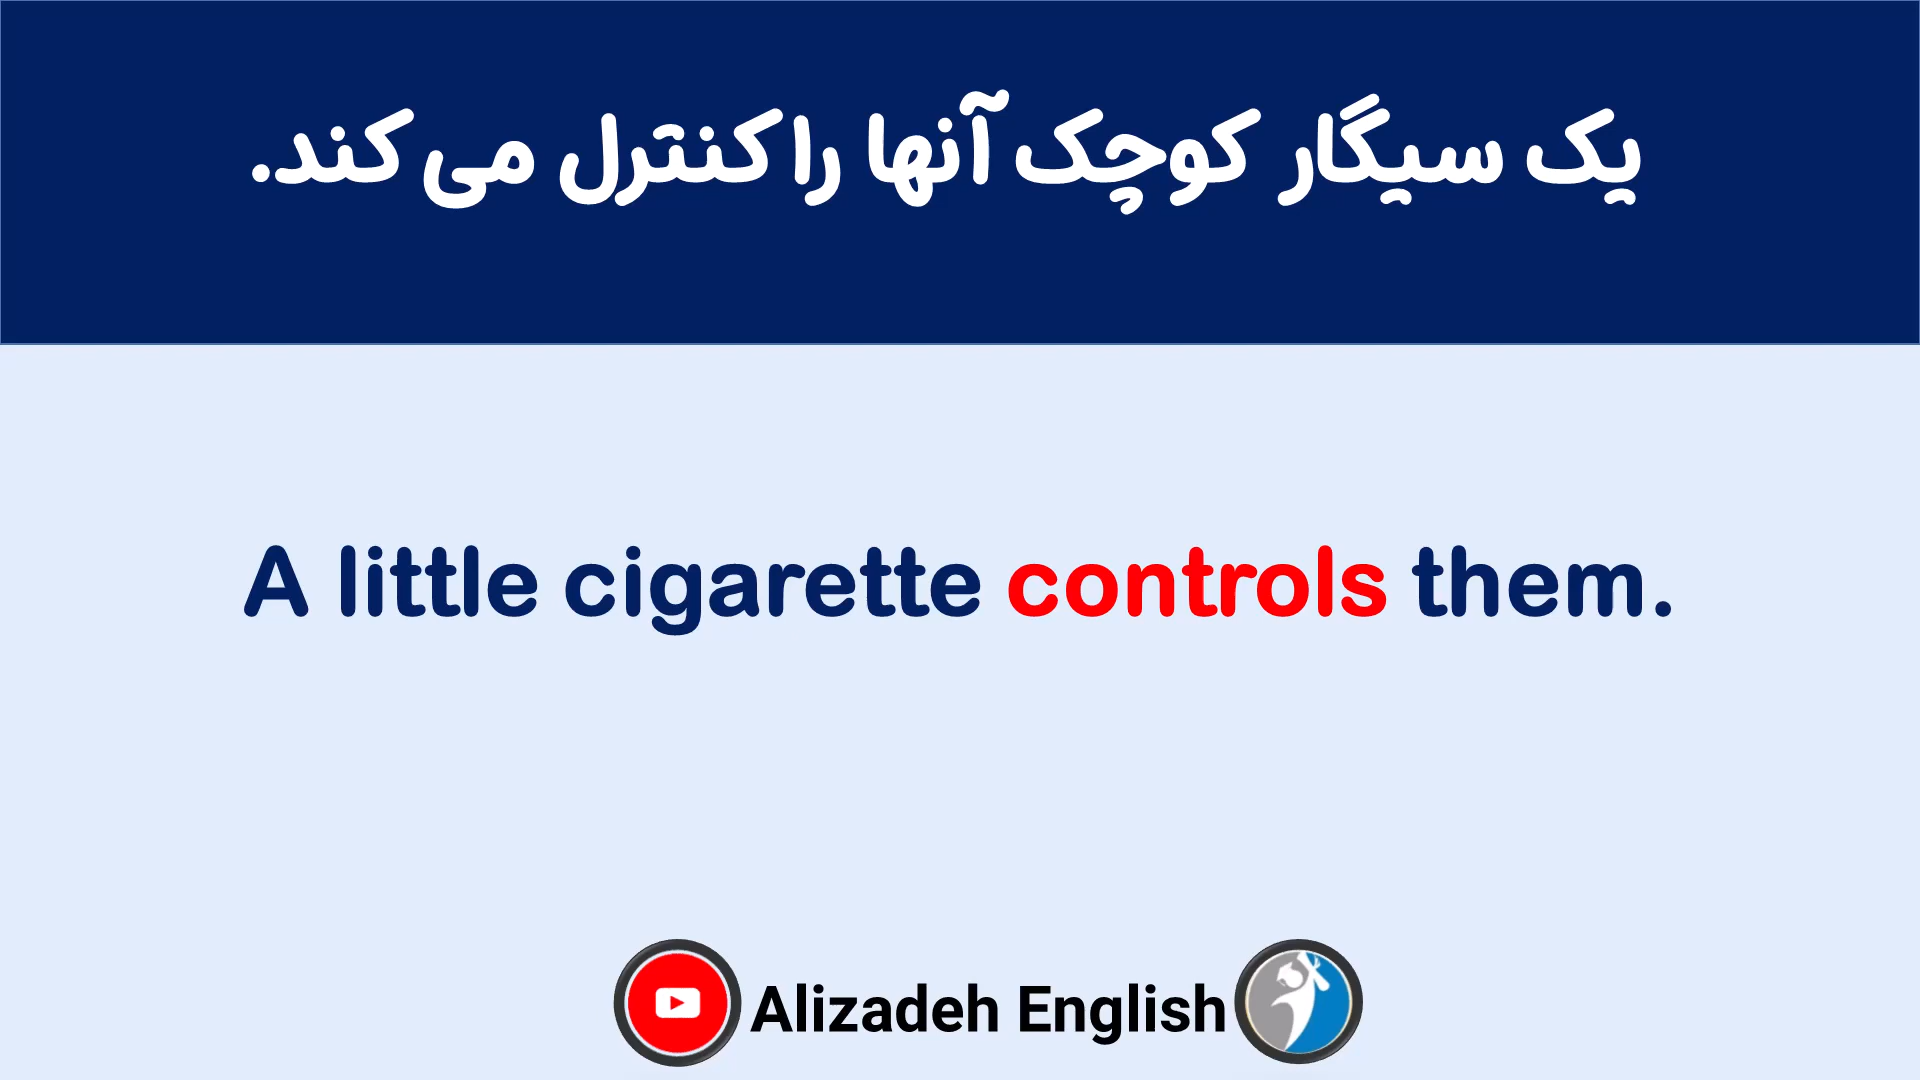 یک سیگار کوچک آنها را کنترل می کند.
A little cigarette controls them.
Alizadeh English